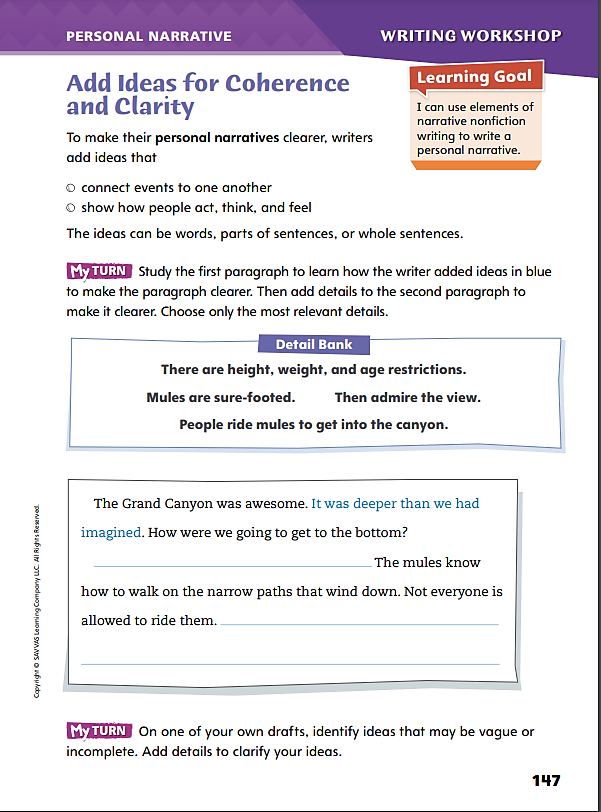 PERSONAL NARRATIVE
WRITING WORKSHOP
Add Ideas for Coherence
and Clarity
Learning Goal
I can use elements of
narrative nonfiction
writing to write a
personal narrative.
To make their personal narratives clearer, writers
add ideas that
connect events to one another
show how people act, think, and feel
The ideas can be words, parts of sentences, or whole sentences.
My TURN Study the first paragraph to learn how the writer added ideas in blue
to make the paragraph clearer. Then add details to the second paragraph to
make it clearer. Choose only the most relevant details.
Detail Bank
There are height, weight, and age restrictions.
Mules are sure-footed. Then admire the view.
People ride mules to get into the canyon.
The Grand Canyon was awesome. It was deeper than we had
imagined. How were we going to get to the bottom?
The mules know
how to walk on the narrow paths that wind down. Not everyone is
allowed to ride them.
My TURN On one of your own drafts, identify ideas that may be vague or
incomplete. Add details to clarify your ideas.
Copyright © SAVVAS Learning Company LLC. All Rights Reserved.
147